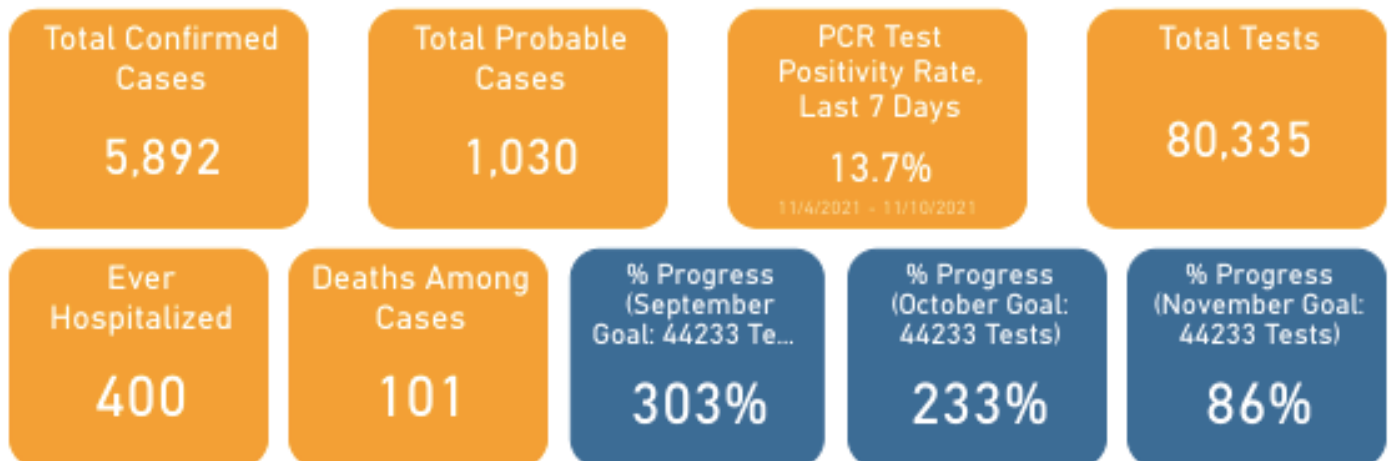 Total Confirmed
Cases
5,892
Total Probable
Cases
1,030
PCR Test
Positivity Rate,
Last 7 Days
13.7%
11/4/2021 - 11/10/2021
Total Tests
80,335
Ever
Hospitalized
400
Deaths Among
Cases
101
% Progress
(September
Goal: 44233 Te...
303%
% Progress
(October Goal:
44233 Tests)
233%
% Progress
(November Goal:
44233 Tests)
86%